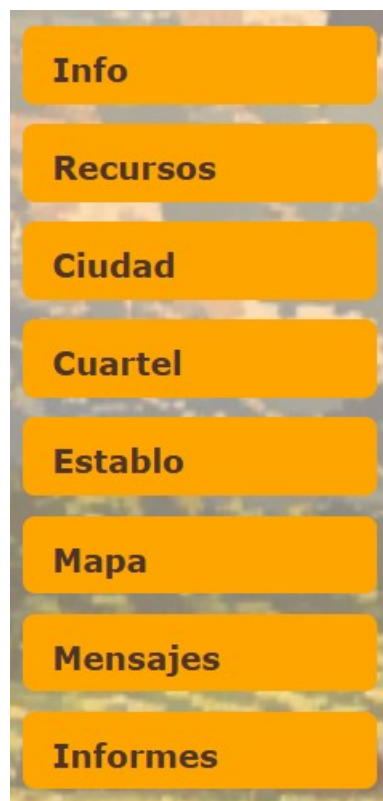 Info
Recursos
Ciudad
Cuartel
Establo
Mapa
Mensajes
Informes